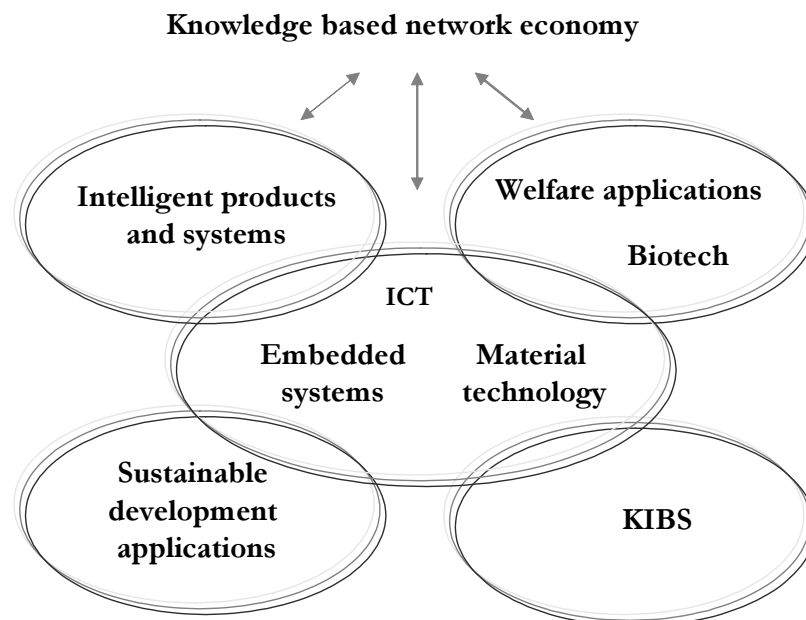 Knowledge based network economy
Intelligent products
and systems
Welfare applications
Biotech
ICT
Embedded
systems
Material
technology
Sustainable
development
applications
KIBS